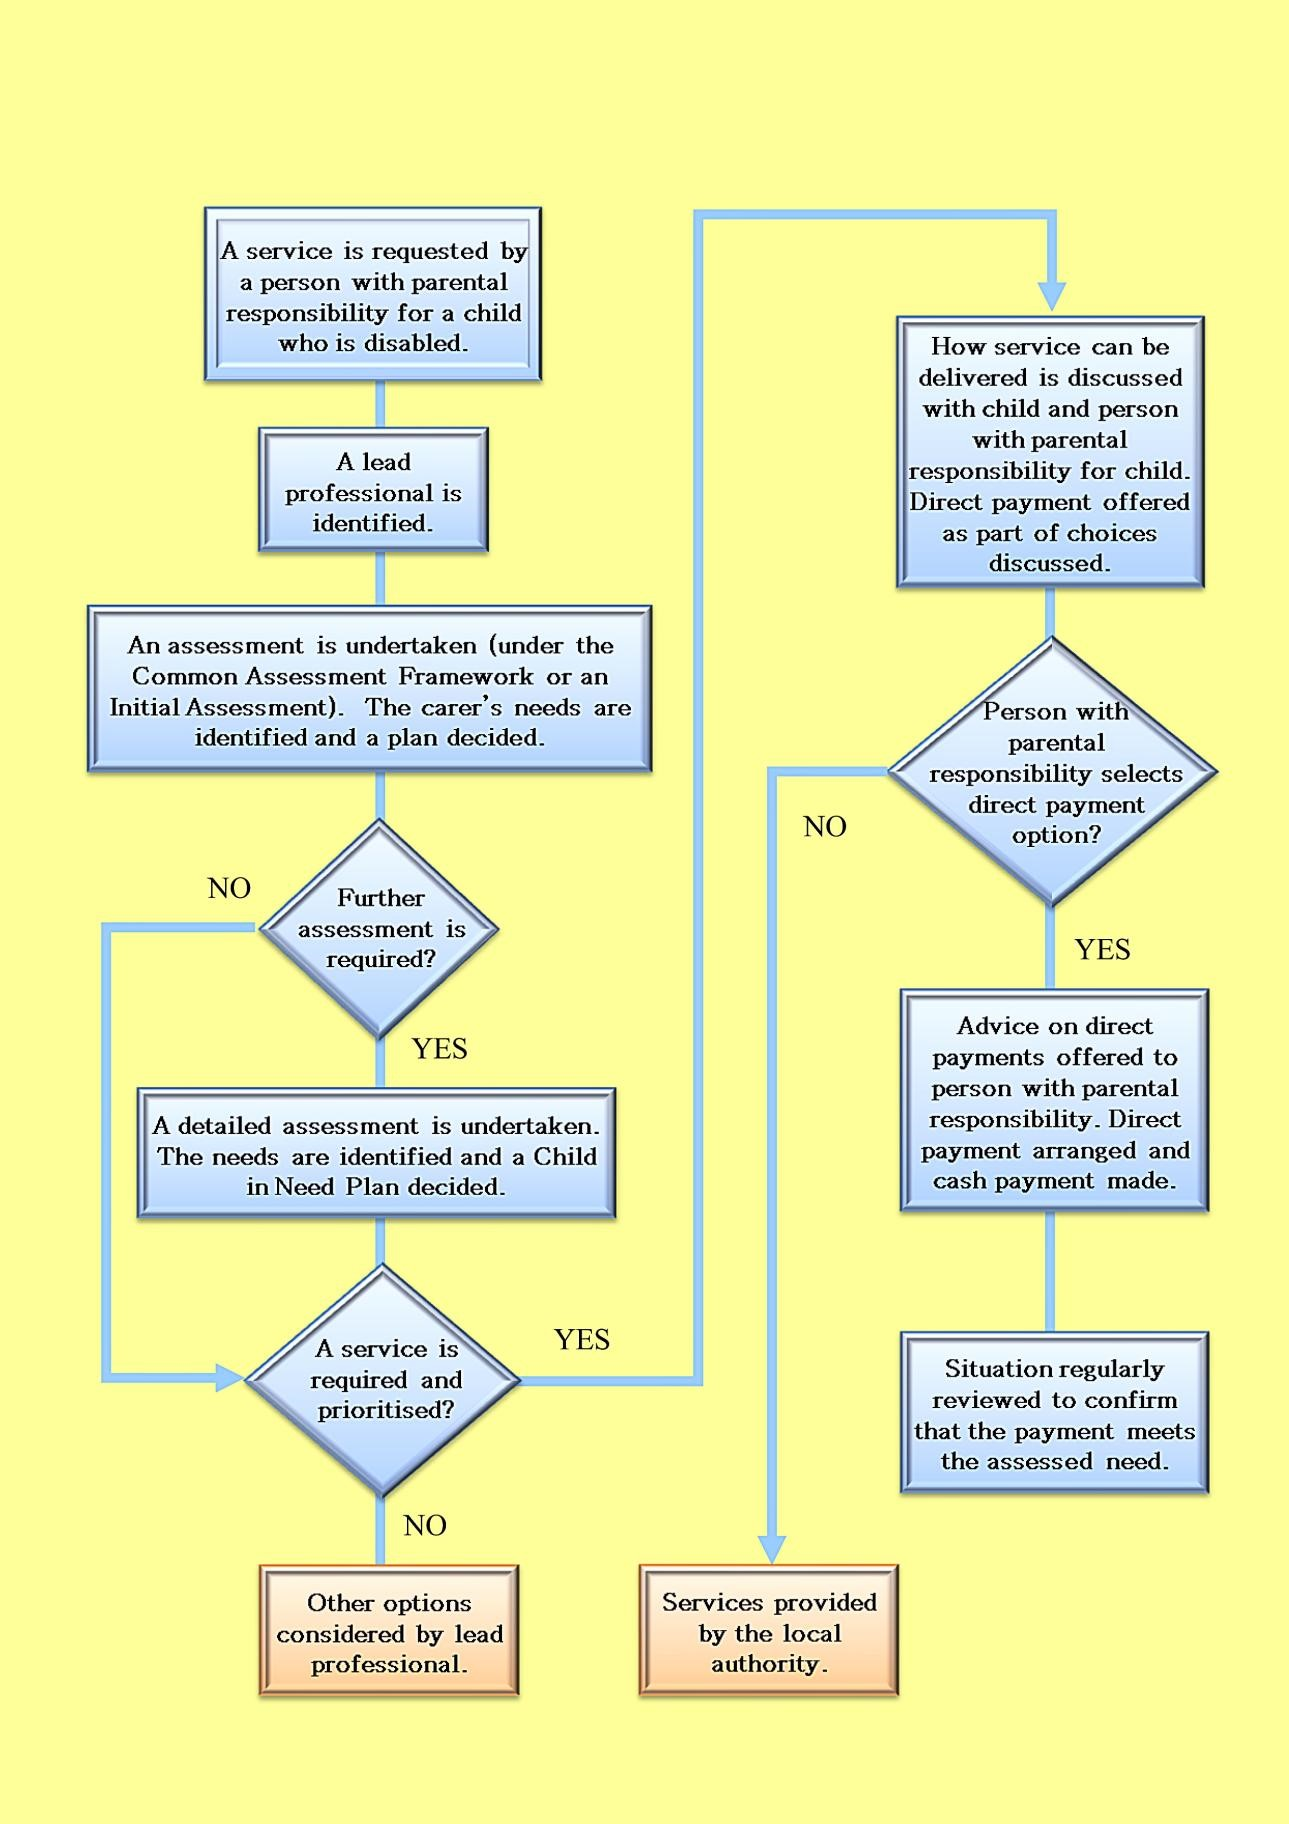 A service is requested by
a person with parental
responsibility for a child
who is disabled.
A lead
professional is
identified.
An assessment is undertaken (under the
Common Assessment Framework or an
Initial Assessment).  The carer's needs are
identified and a plan decided.
NO
Further
assessment is
required?
YES
A detailed assessment is undertaken.
The needs are identified and a Child
in Need Plan decided.
A service is
required and
prioritised?
YES
NO
Other options
considered by lead
professional.
How service can be
delivered is discussed
with child and person
with parental
responsibility for child.
Direct payment offered
as part of choices
discussed.
Person with
parental
responsibility selects
direct payment
option?
NO
YES
Advice on direct
payments offered to
person with parental
responsibility. Direct
payment arranged and
cash payment made.
Situation regularly
reviewed to confirm
that the payment meets
the assessed need.
Services provided
by the local
authority.